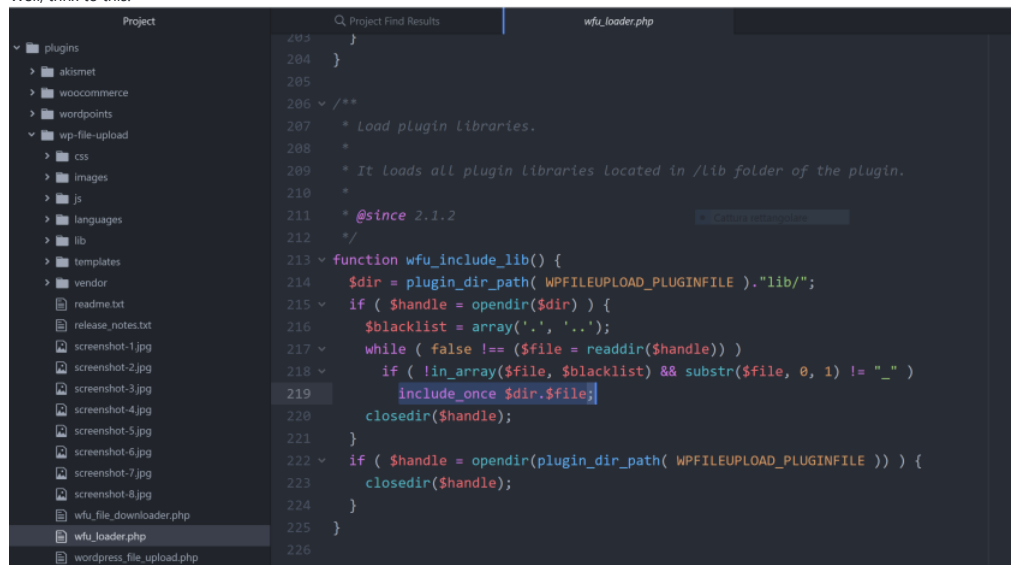 Project
plugins
akismet
woocommerce
wordpoints
wp-file-upload
css
images
js
languages
lib
templates
vendor
readme.txt
release_notes.txt
screenshot-1.jpg
screenshot-2.jpg
screenshot-3.jpg
screenshot-4.jpg
screenshot-5.jpg
screenshot-6.jpg
screenshot-7.jpg
screenshot-8.jpg
wfu_file_downloader.php
wfu_loader.php
wordpress_file_upload.php
Project Find Results
wfu_loader.php
203 }
204 }
205
206 /**
207 * Load plugin libraries.
208 *
209 * It loads all plugin libraries located in /lib folder of the plugin.
210 *
211 * @since 2.1.2
Cattura rettangolare
212 */
213 function wfu_include_lib() {
214 $dir = plugin_dir_path( WPFILEUPLOAD_PLUGINFILE )."lib/";
215 if ( $handle = opendir($dir) ) {
216 $blacklist = array('.', '..');
217 while ( false !== ($file = readdir($handle)) )
218 if ( !in_array($file, $blacklist) && substr($file, 0, 1) != "_" )
219 include_once $dir.$file;
220 closedir($handle);
221 }
222 if ( $handle = opendir(plugin_dir_path( WPFILEUPLOAD_PLUGINFILE )) ) {
223 closedir($handle);
224 }
225 }
226